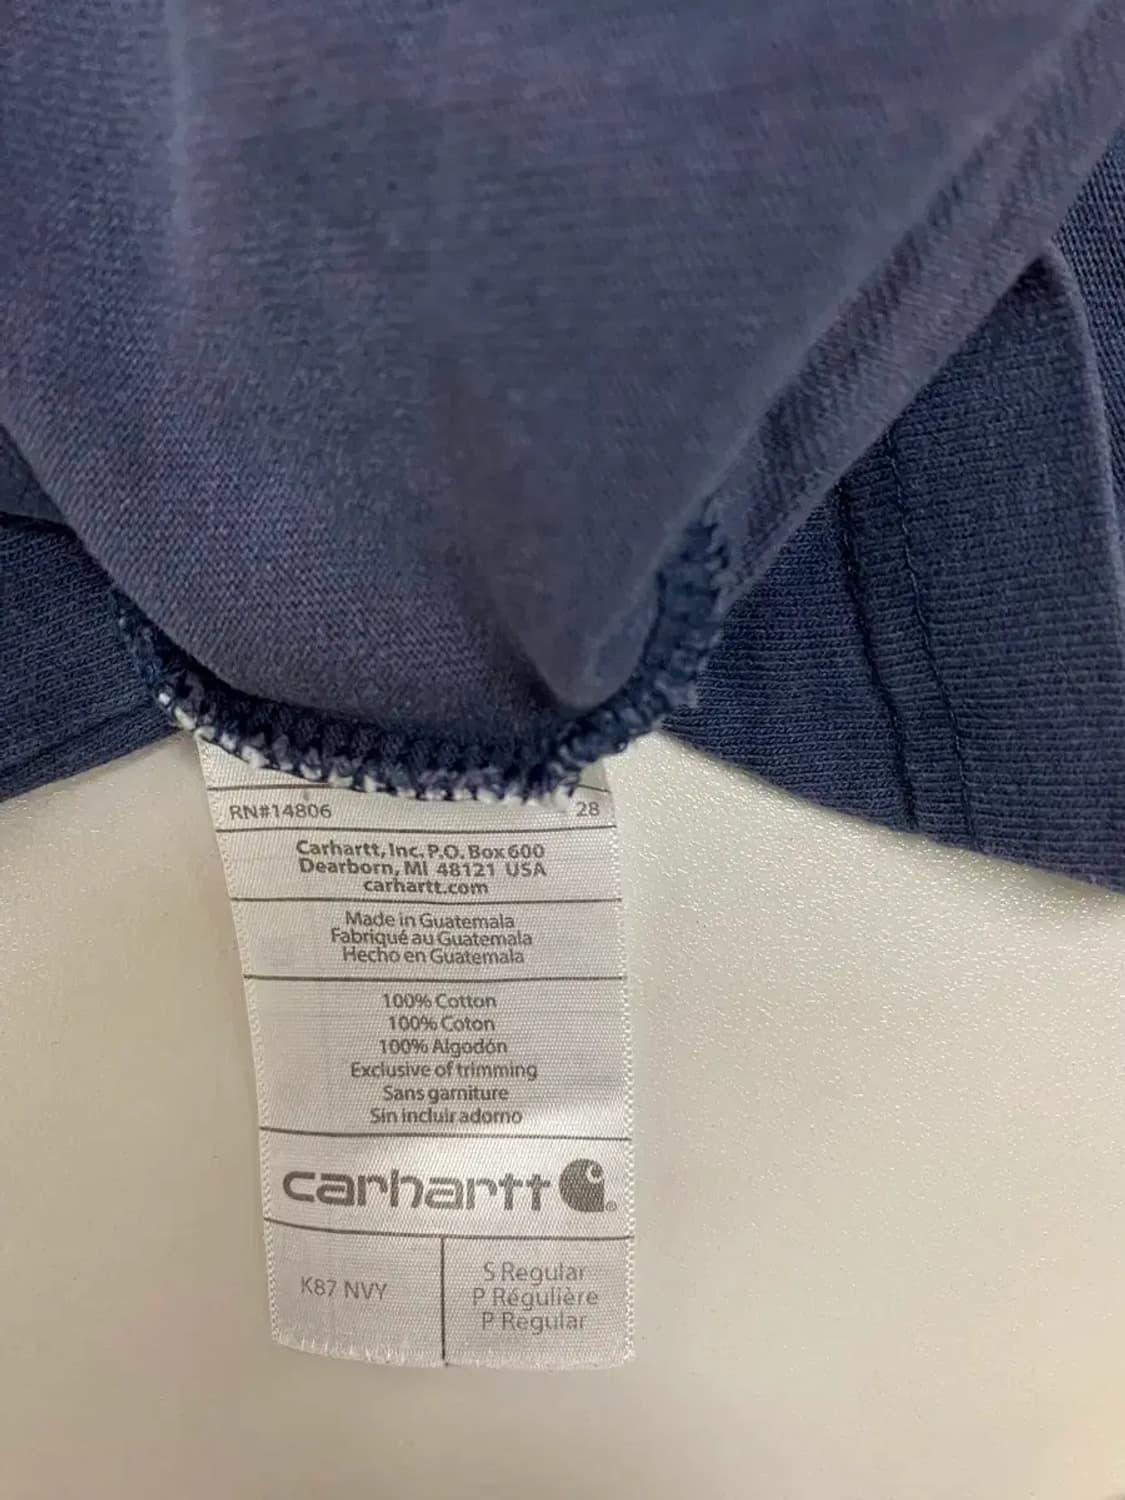 RN#14806 28
Carhartt, Inc. P.O. Box 600
Dearborn, MI 48121 USA
carhartt.com
Made in Guatemala
Fabriqué au Guatemala
Hecho en Guatemala
100% Cotton
100% Coton
100% Algodón
Exclusive of trimming
Sans garniture
Sin incluir adorno
carhartt ®
K87 NVY
S Regular
P Régulière
P Regular